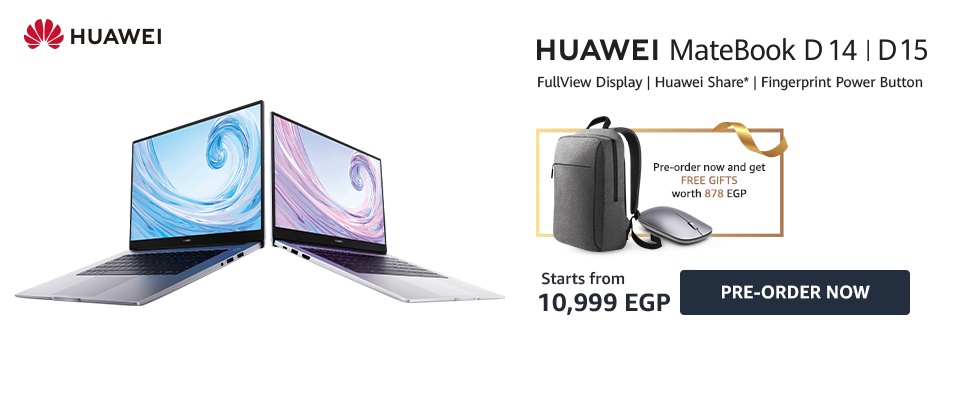 HUAWEI
HUAWEI MateBook D 14 | D 15
FullView Display | Huawei Share* | Fingerprint Power Button
Pre-order now and get
FREE GIFTS
worth 878 EGP
Starts from
10,999 EGP
PRE-ORDER NOW